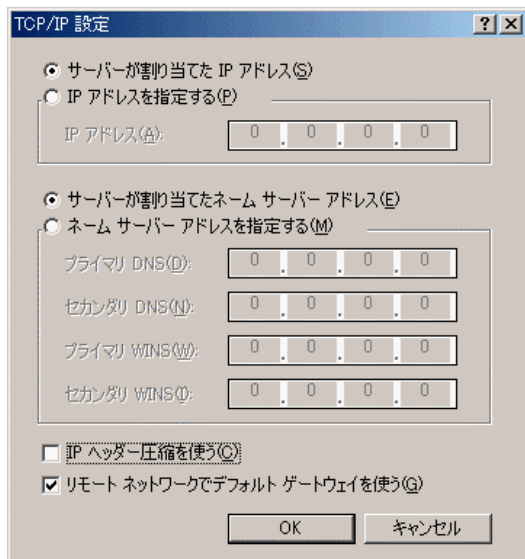 TCP/IP 設定
サーバーが割り当てた IP アドレス(S)
IP アドレスを指定する(P)
IP アドレス(A): 0 . 0 . 0 . 0
サーバーが割り当てたネーム サーバー アドレス(E)
ネーム サーバー アドレスを指定する(M)
プライマリ DNS(D): 0 . 0 . 0 . 0
セカンダリ DNS(N): 0 . 0 . 0 . 0
プライマリ WINS(W): 0 . 0 . 0 . 0
セカンダリ WINS(I): 0 . 0 . 0 . 0
IP ヘッダー圧縮を使う(C)
リモート ネットワークでデフォルト ゲートウェイを使う(G)
OK キャンセル